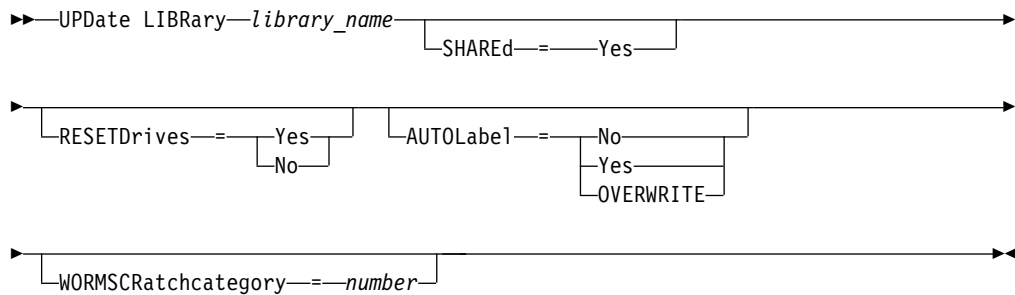 UPDate LIBRary library_name
SHAREd = Yes
RESETDrives = Yes AUTOLabel = No
No Yes
OVERWRITE
WORMSCRatchcategory = number